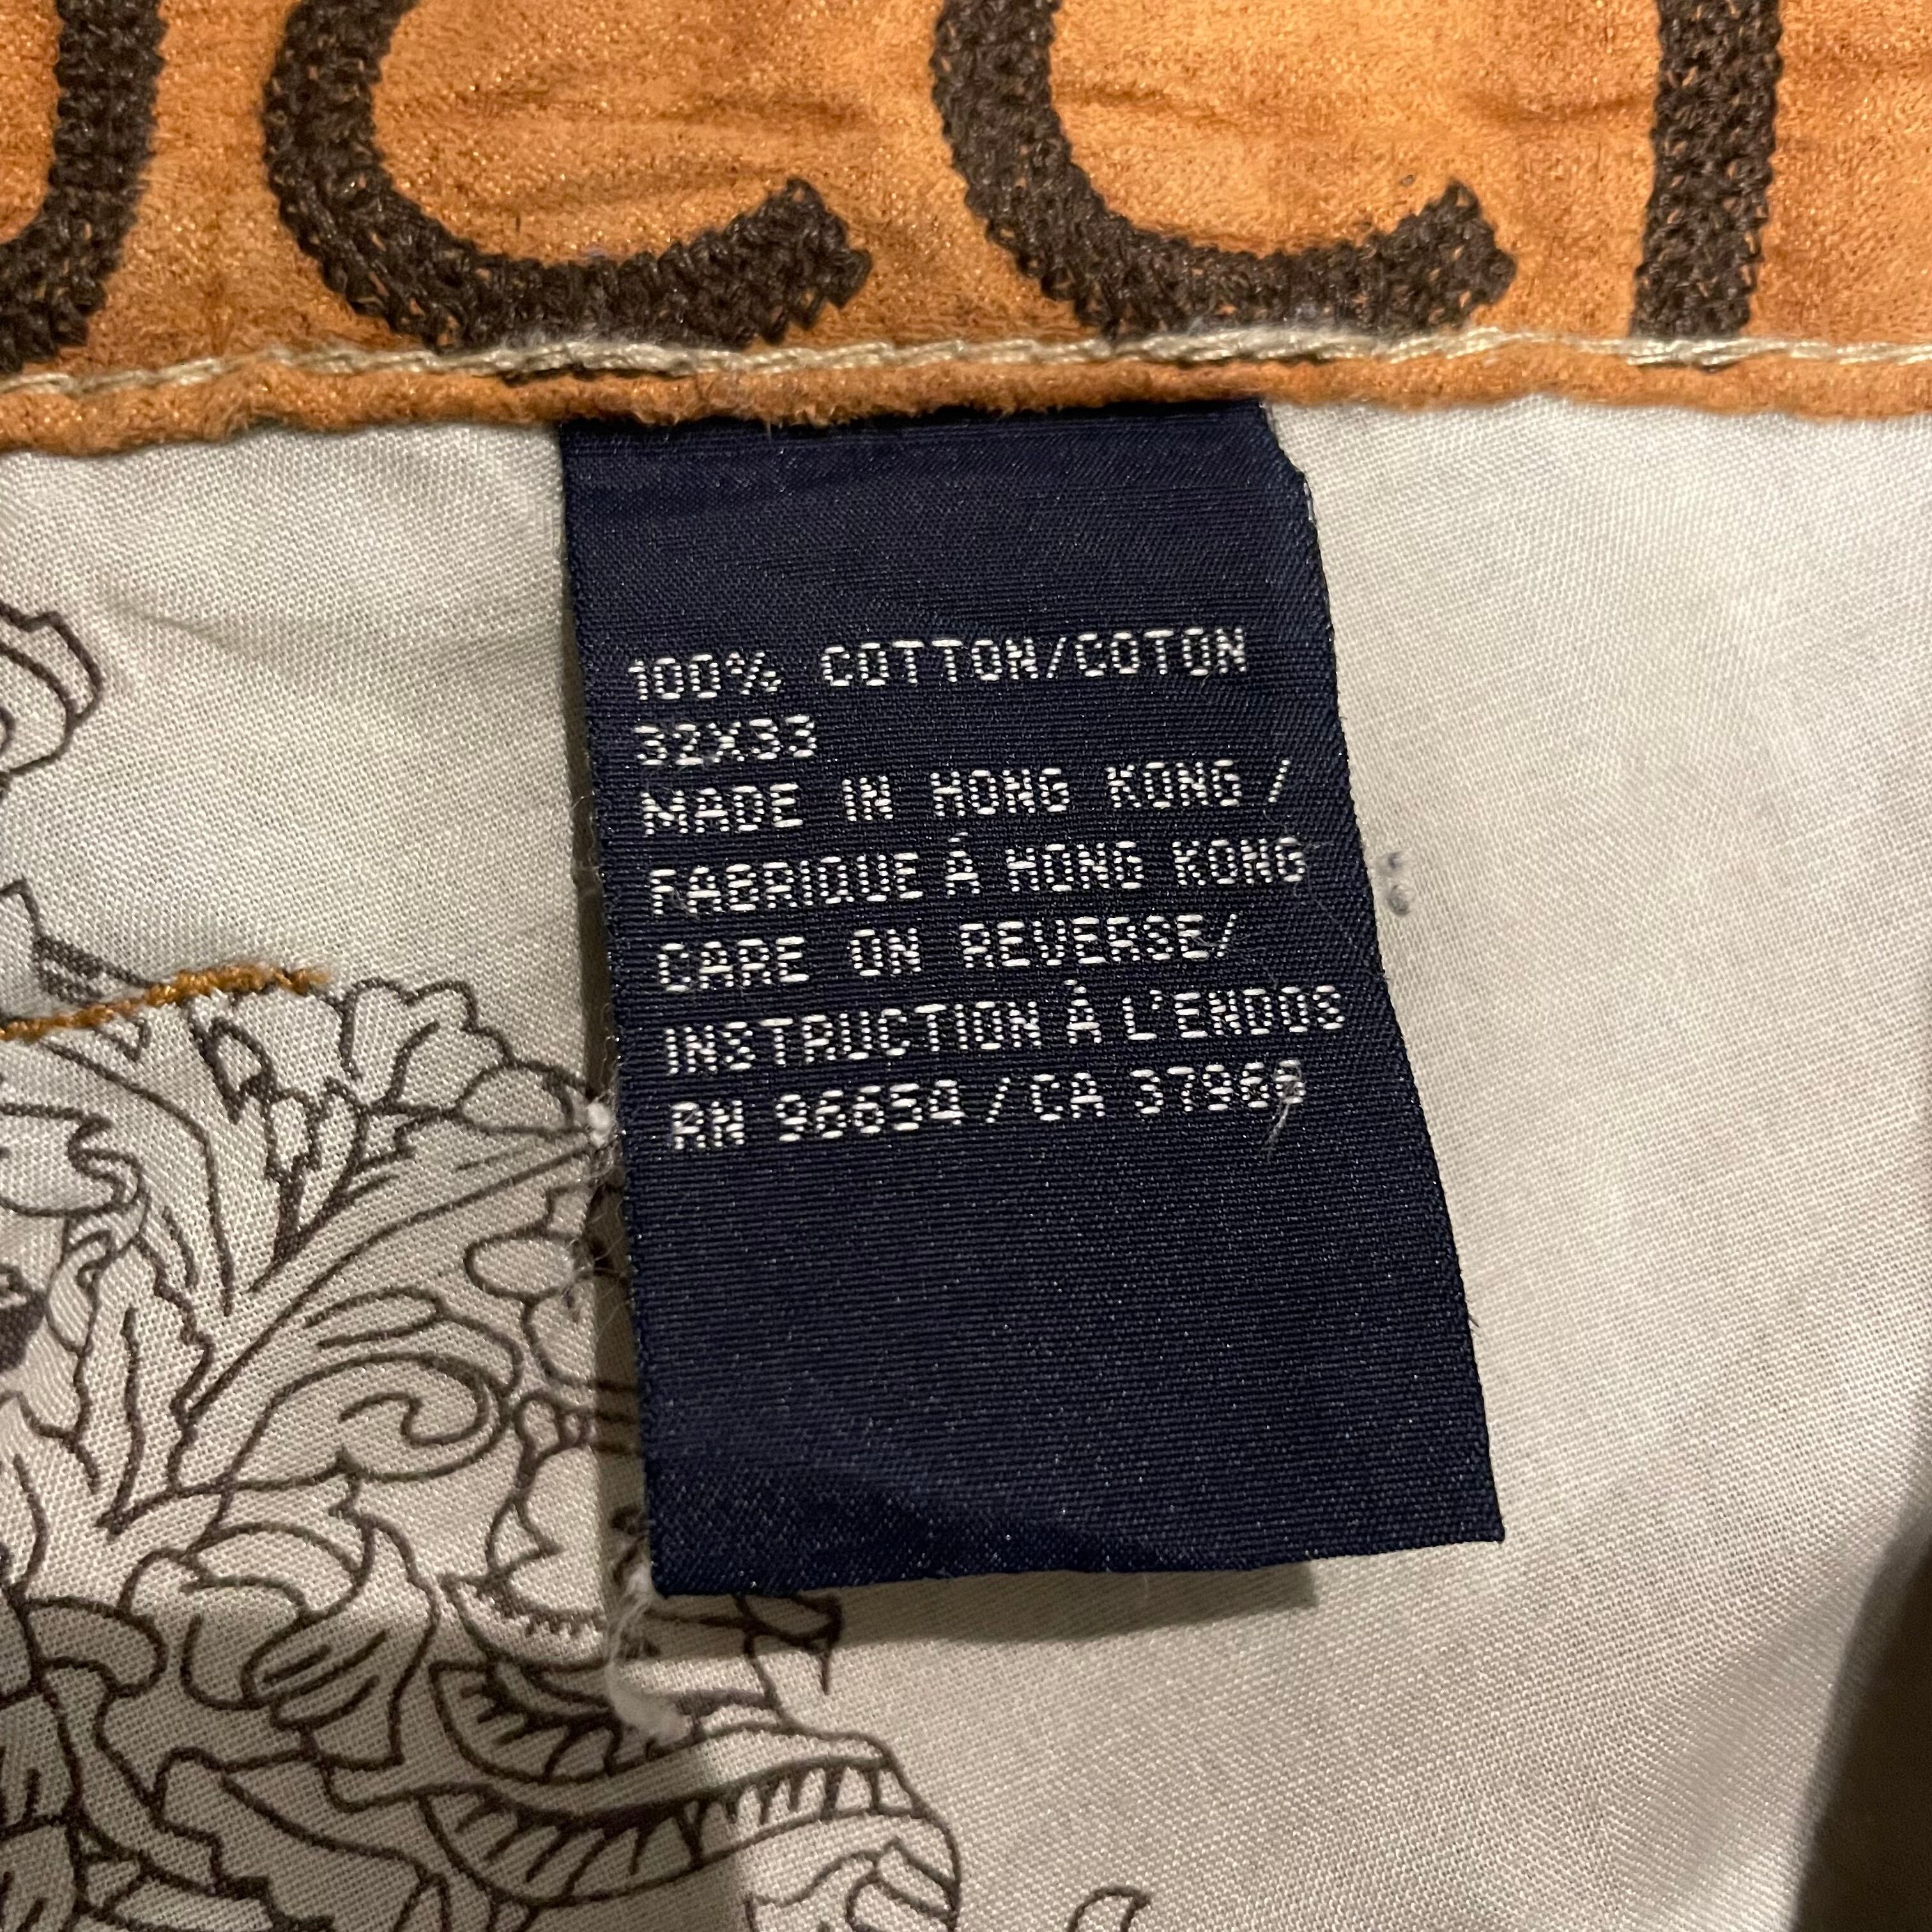 100% COTTON/COTON
32X33
MADE IN HONG KONG /
FABRIQUE À HONG KONG
CARE ON REVERSE/
INSTRUCTION À L'ENDOS
RN 96654 / CA 37968